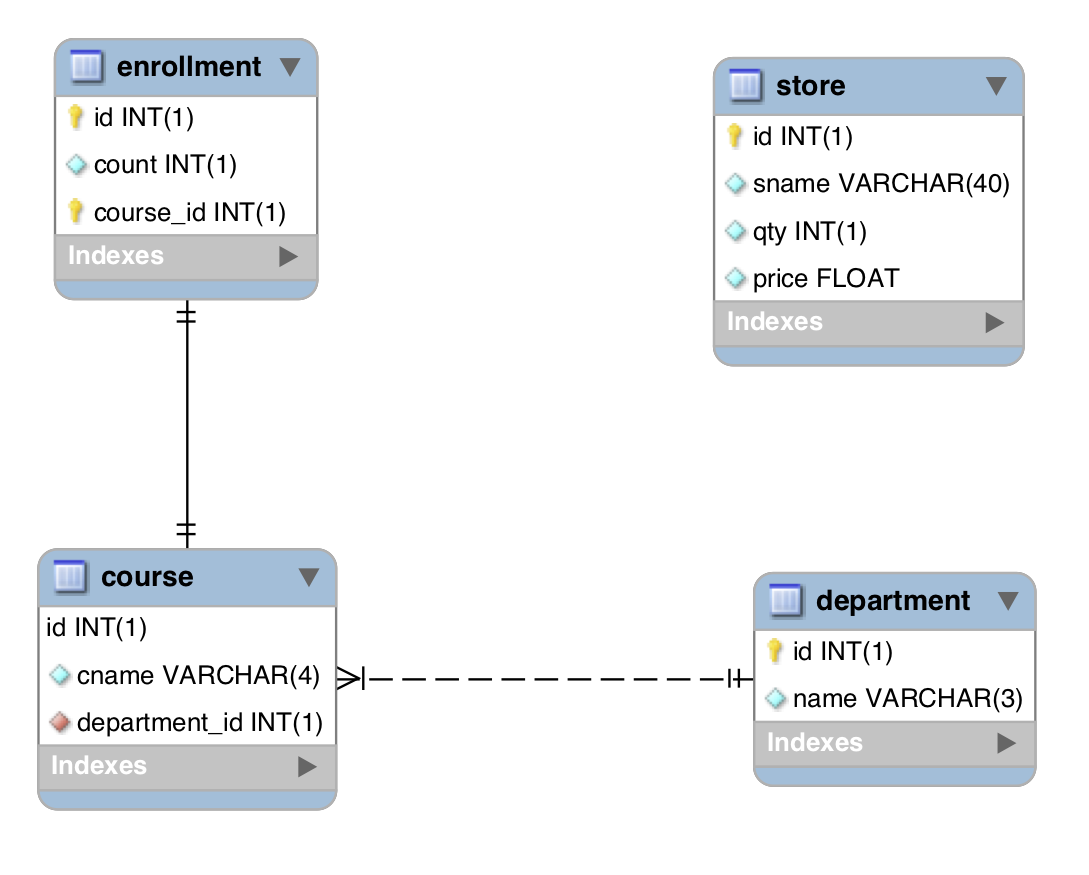 enrollment
id INT(1)
count INT(1)
course_id INT(1)
Indexes
store
id INT(1)
sname VARCHAR(40)
qty INT(1)
price FLOAT
Indexes
course
id INT(1)
cname VARCHAR(4)
department_id INT(1)
Indexes
department
id INT(1)
name VARCHAR(3)
Indexes